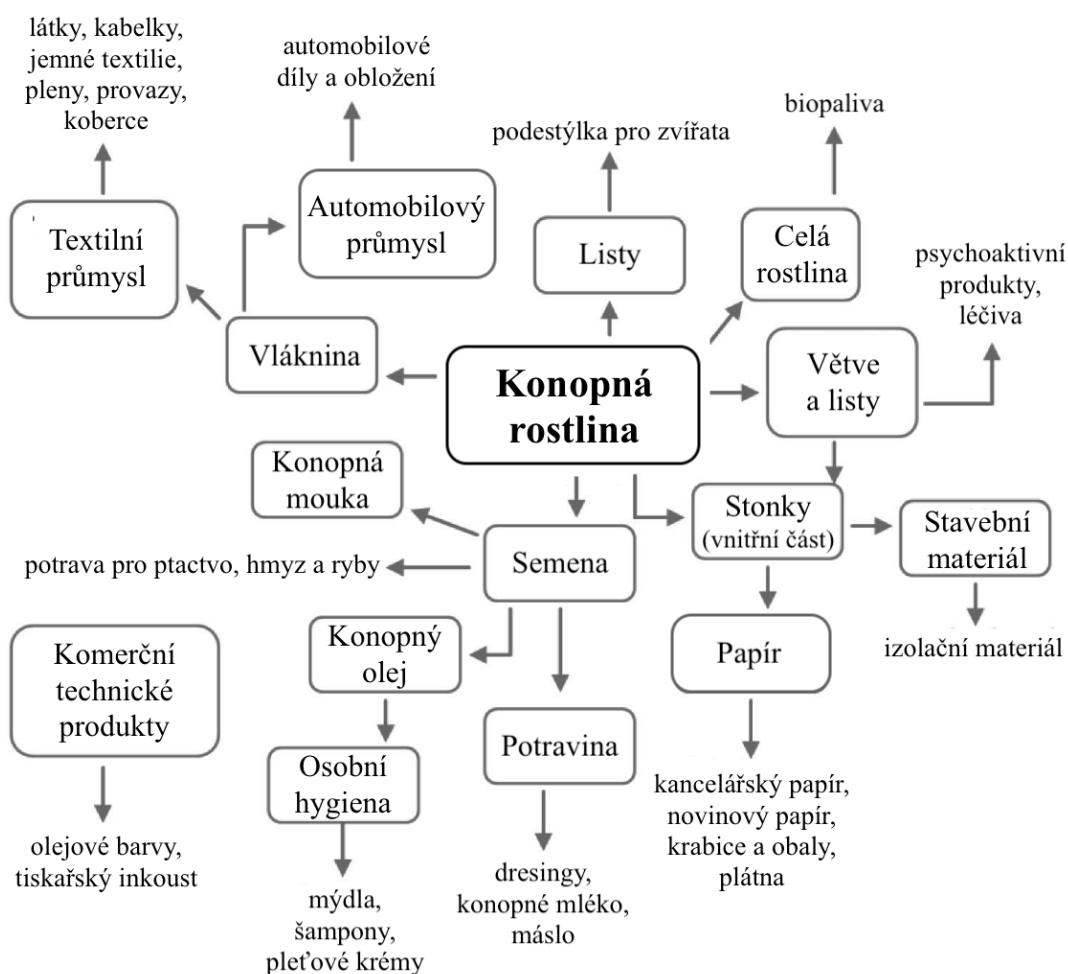 látky, kabelky,
jemné textilie,
pleny, provazy,
koberce
automobilové
díly a obložení
podestýlka pro zvířata
biopaliva
Textilní
průmysl
Automobilový
průmysl
Listy
Celá
rostlina
psychoaktivní
produkty,
léčiva
Vláknina
Konopná
rostlina
Větve
a listy
Konopná
mouka
Semena
Stonky
(vnitřní část)
Stavební
materiál
potrava pro ptactvo, hmyz a ryby
izolační materiál
Komerční
technické
produkty
Konopný
olej
Papír
Osobní
hygiena
Potravina
olejové barvy,
tiskařský inkoust
mýdla,
šampony,
pleťové krémy
dresingy,
konopné mléko,
máslo
kancelářský papír,
novinový papír,
krabice a obaly,
plátna